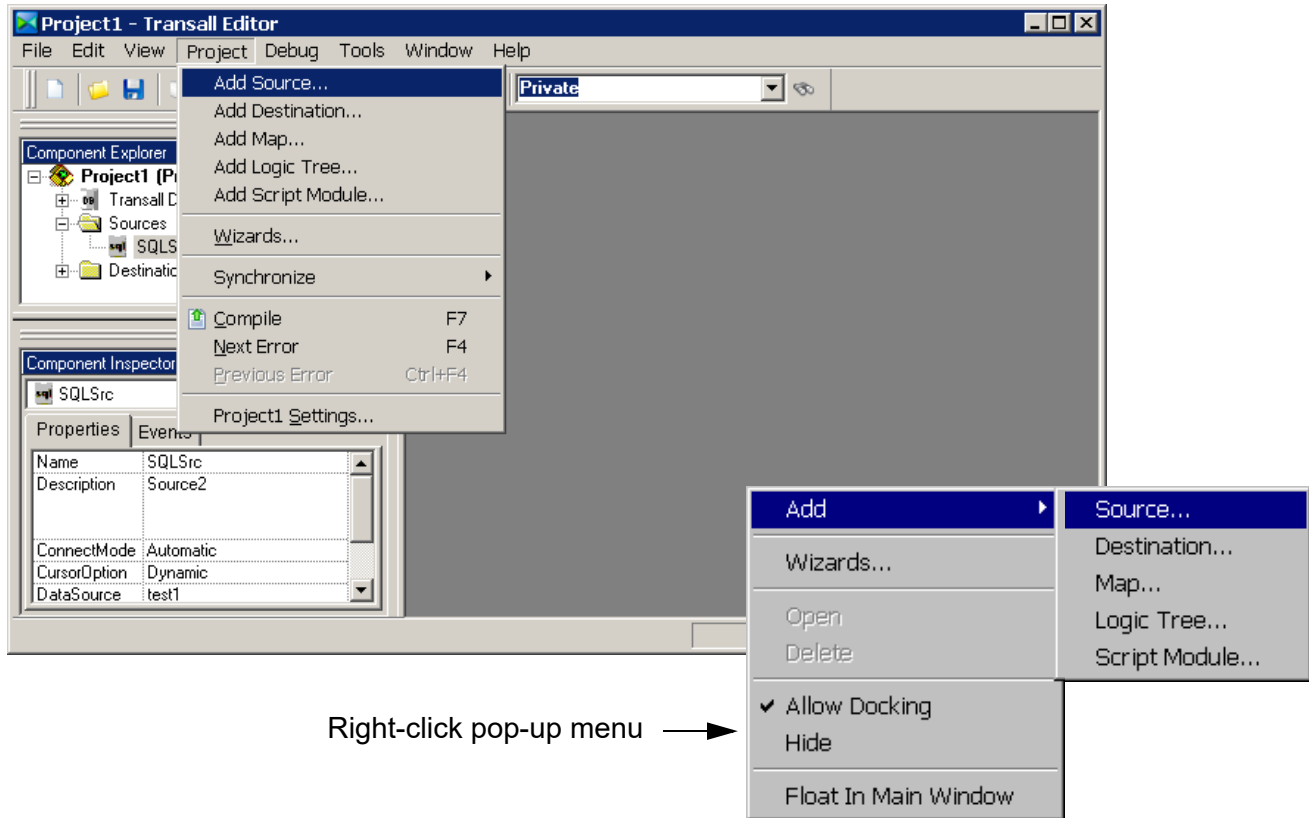 Project1 - Transall Editor
File Edit View Project Debug Tools Window Help
Private
Add Source...
Add Destination...
Add Map...
Add Logic Tree...
Add Script Module...
Wizards...
Synchronize
Compile F7
Next Error F4
Previous Error Ctrl+F4
Project1 Settings...
Component Explorer
Project1
Transall
DB
Sources
sql
Component Inspector
sql SQLSrc
Properties Events
Name SQLSrc
Description Source2
ConnectMode Automatic
CursorOption Dynamic
DataSource test1
Add
Wizards...
Open
Delete
Allow Docking
Hide
Float In Main Window
Source...
Destination...
Map...
Logic Tree...
Script Module...
Right-click pop-up menu